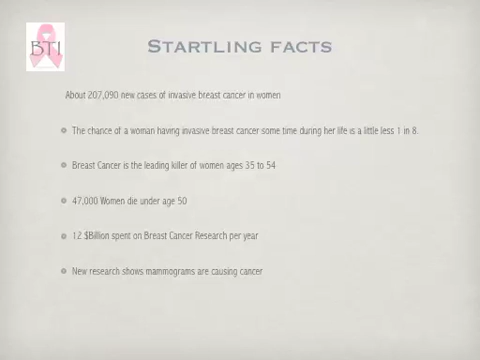 BTI
STARTLING FACTS
About 207,090 new cases of invasive breast cancer in women
The chance of a woman having invasive breast cancer some time during her life is a little less 1 in 8.
Breast Cancer is the leading killer of women ages 35 to 54
47,000 Women die under age 50
12 $Billion spent on Breast Cancer Research per year
New research shows mammograms are causing cancer